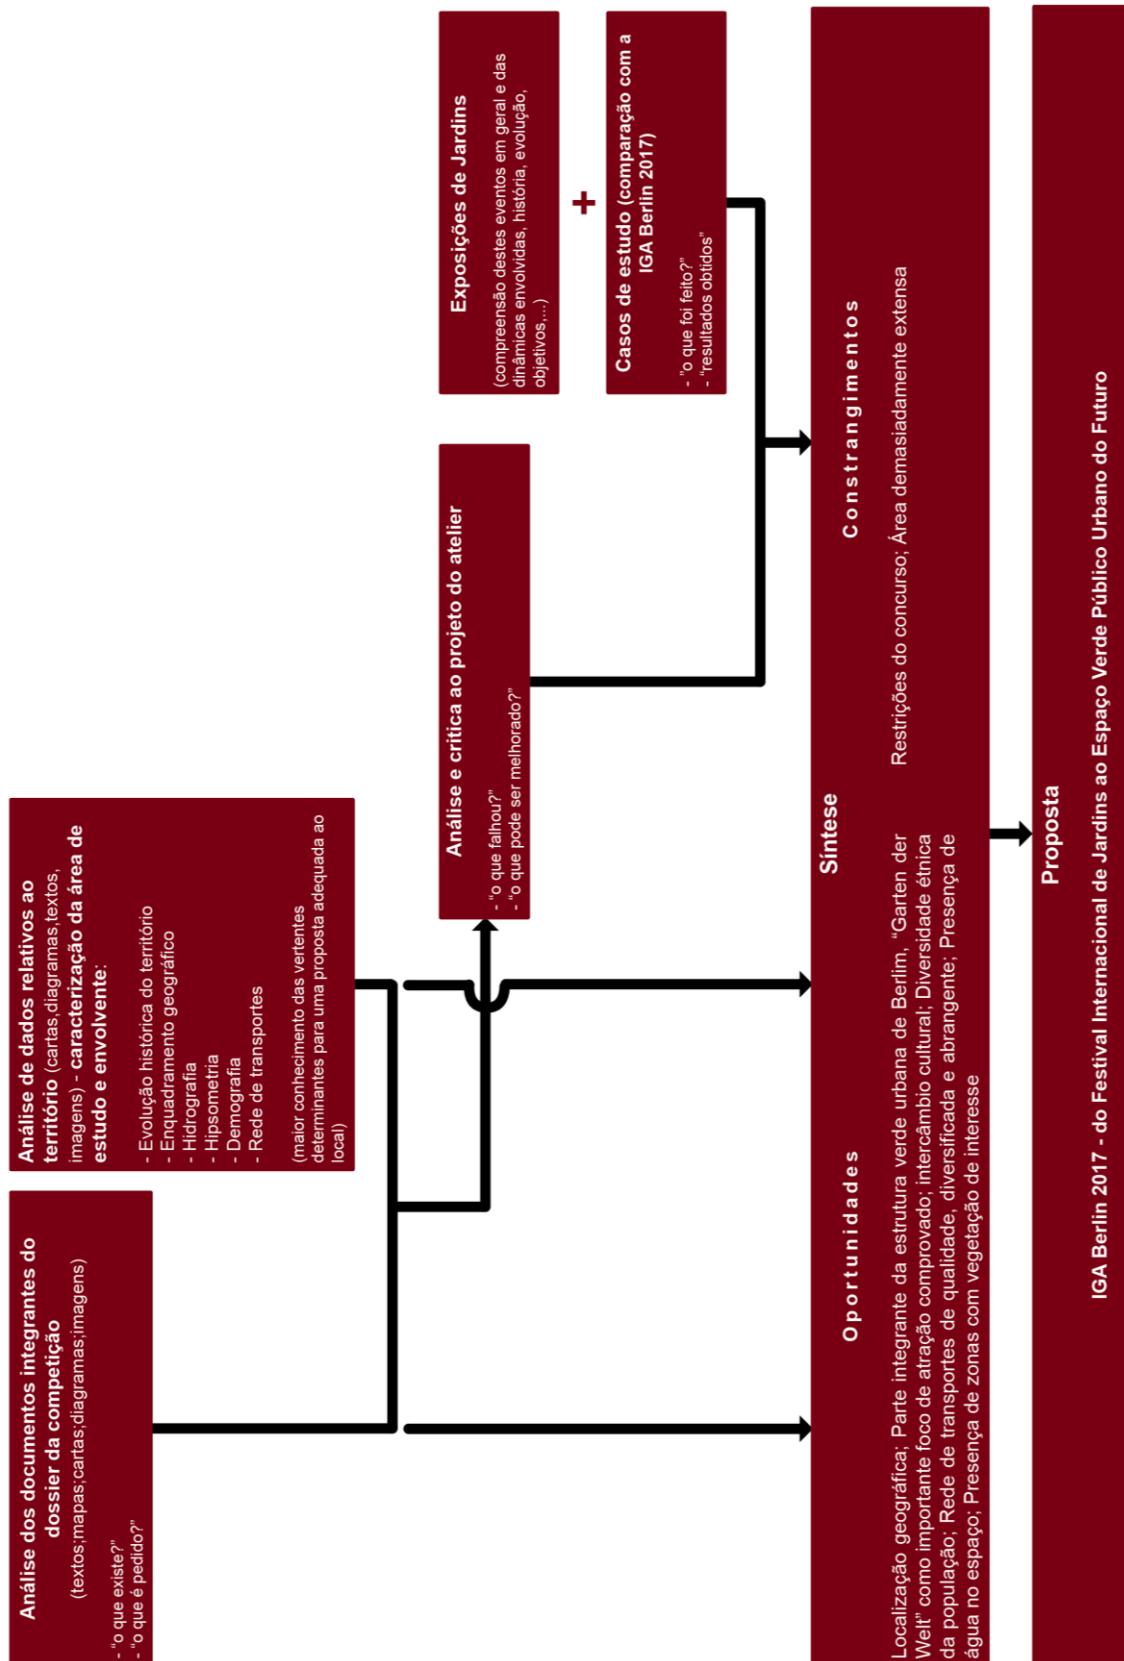 Análise dos documentos integrantes do
dossier da competição
(textos;mapas;cartas;diagramas;imagens)
- “o que existe?”
- “o que é pedido?”
Análise de dados relativos ao
território (cartas,diagramas,textos,
imagens) - caracterização da área de
estudo e envolvente:
- Evolução histórica do território
- Enquadramento geográfico
- Hidrografia
- Hipsometria
- Demografia
- Rede de transportes
(maior conhecimento das vertentes
determinantes para uma proposta adequada ao
local)
Análise e critica ao projeto do atelier
- “o que falhou?”
- “o que pode ser melhorado?”
Exposições de Jardins
(compreensão destes eventos em geral e das
dinâmicas envolvidas, história, evolução,
objetivos,...)
+
Casos de estudo (comparação com a
IGA Berlin 2017)
- ”o que foi feito?”
- “resultados obtidos”
Síntese
Oportunidades
Localização geográfica; Parte integrante da estrutura verde urbana de Berlim, “Garten der
Welt” como importante foco de atração comprovado; intercâmbio cultural; Diversidade étnica
da população; Rede de transportes de qualidade, diversificada e abrangente; Presença de
água no espaço; Presença de zonas com vegetação de interesse
Constrangimentos
Restrições do concurso; Área demasiadamente extensa
Proposta
IGA Berlin 2017 - do Festival Internacional de Jardins ao Espaço Verde Público Urbano do Futuro